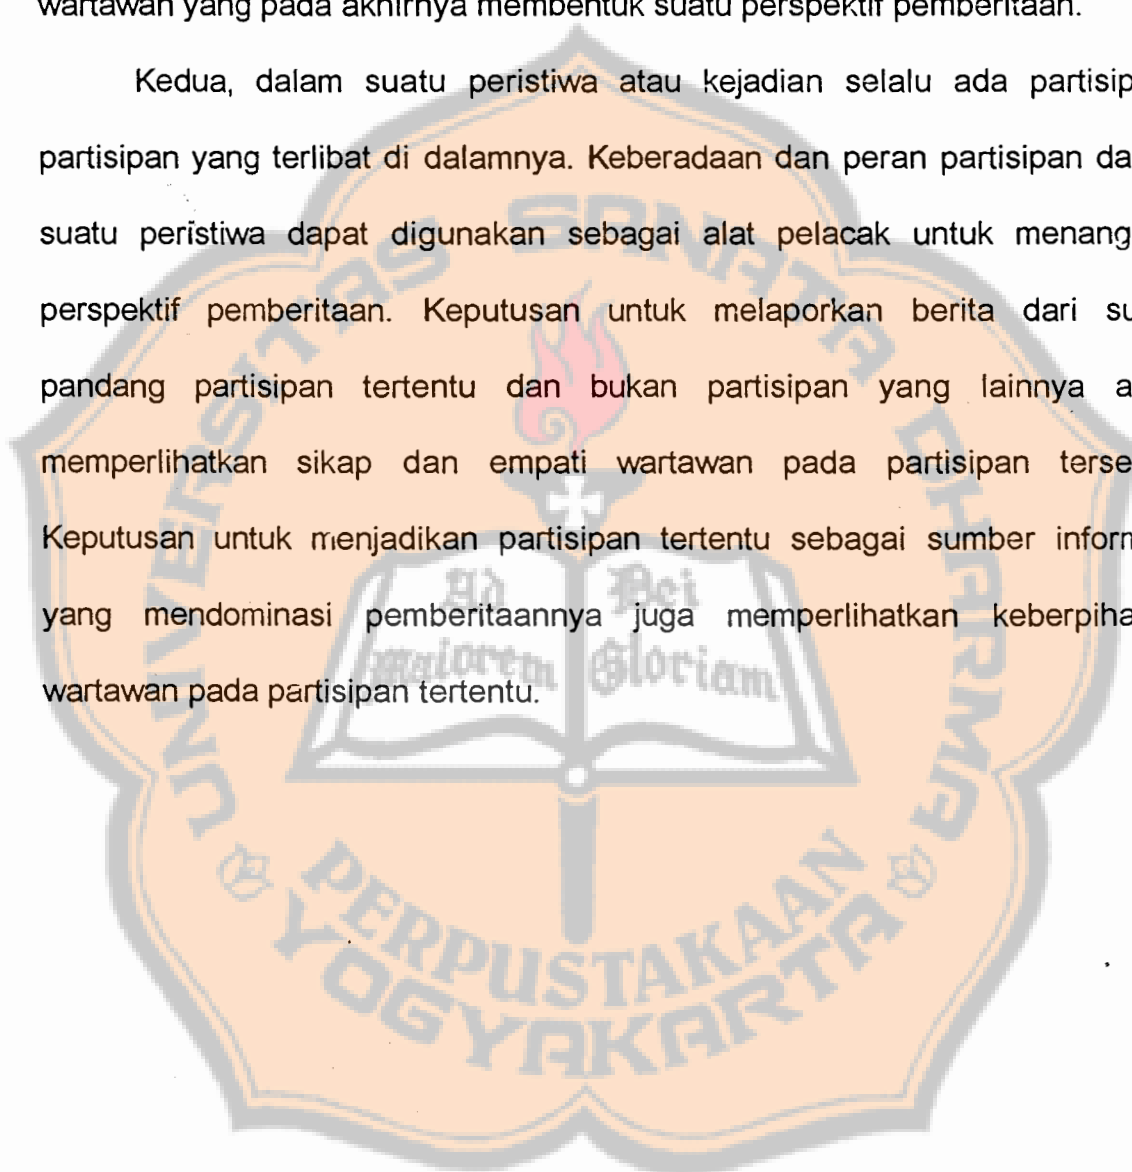 wartawan yang pada akhirnya membentuk suatu perspektif pemberitaan.
Kedua, dalam suatu peristiwa atau kejadian selalu ada partisip
partisipan yang terlibat di dalamnya. Keberadaan dan peran partisipan da
suatu peristiwa dapat digunakan sebagai alat pelacak untuk menang
perspektif pemberitaan. Keputusan untuk melaporkan berita dari su
pandang partisipan tertentu dan bukan partisipan yang lainnya a
memperlihatkan sikap dan empati wartawan pada partisipan terse
Keputusan untuk menjadikan partisipan tertentu sebagai sumber inform
yang mendominasi pemberitaannya juga memperlihatkan keberpiha
wartawan pada partisipan tertentu.
UNIVERSITAS SANATA DHARMA
Ad maiorem
Dei Gloriam
PERPUSTAKAAN
YOGYAKARTA